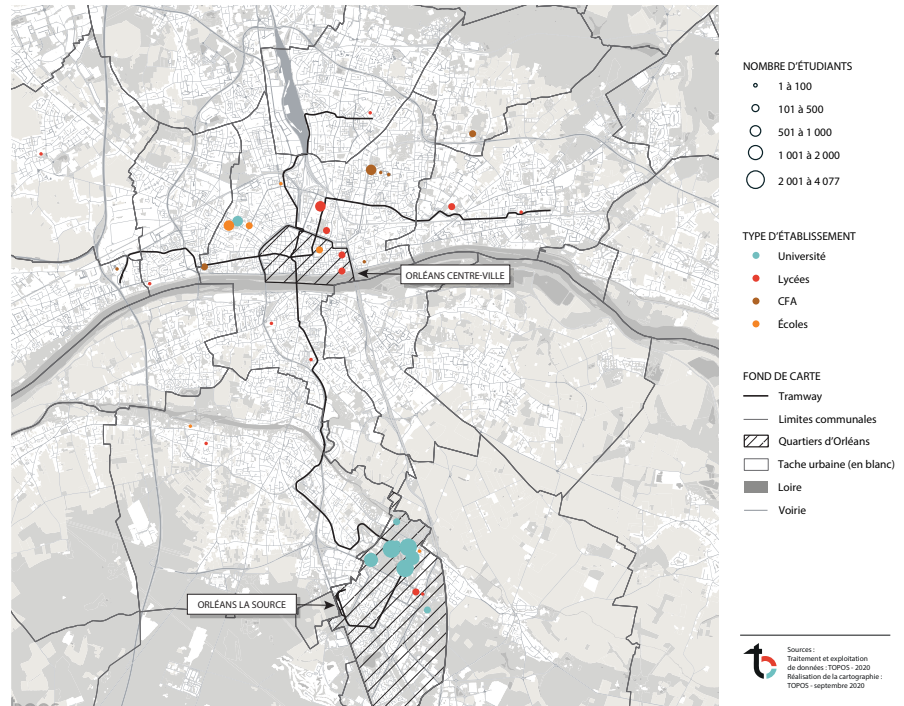 NOMBRE D'ÉTUDIANTS
1 à 100
101 à 500
501 à 1 000
1 001 à 2 000
2 001 à 4 077
TYPE D'ÉTABLISSEMENT
Université
Lycées
CFA
Écoles
ORLÉANS CENTRE-VILLE
FOND DE CARTE
Tramway
Limites communales
Quartiers d'Orléans
Tache urbaine (en blanc)
Loire
Voirie
ORLÉANS LA SOURCE
Sources :
Traitement et exploitation
de données : TOPOS - 2020
Réalisation de la cartographie :
TOPOS - septembre 2020